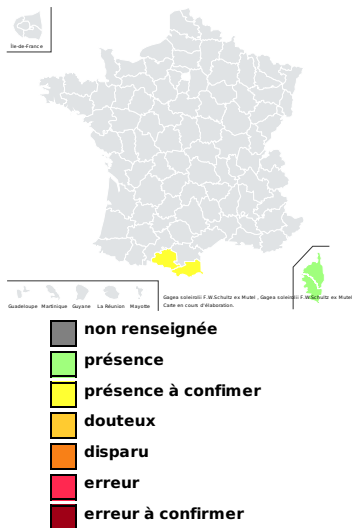 Île-de-France
Guadeloupe Martinique Guyane La Réunion Mayotte
Gagea soleirolii F.W.Schultz ex Mutel , Gagea soleirolii F.W.Schultz ex Mutel
Carte en cours d'élaboration.
non renseignée
présence
présence à confimer
douteux
disparu
erreur
erreur à confirmer